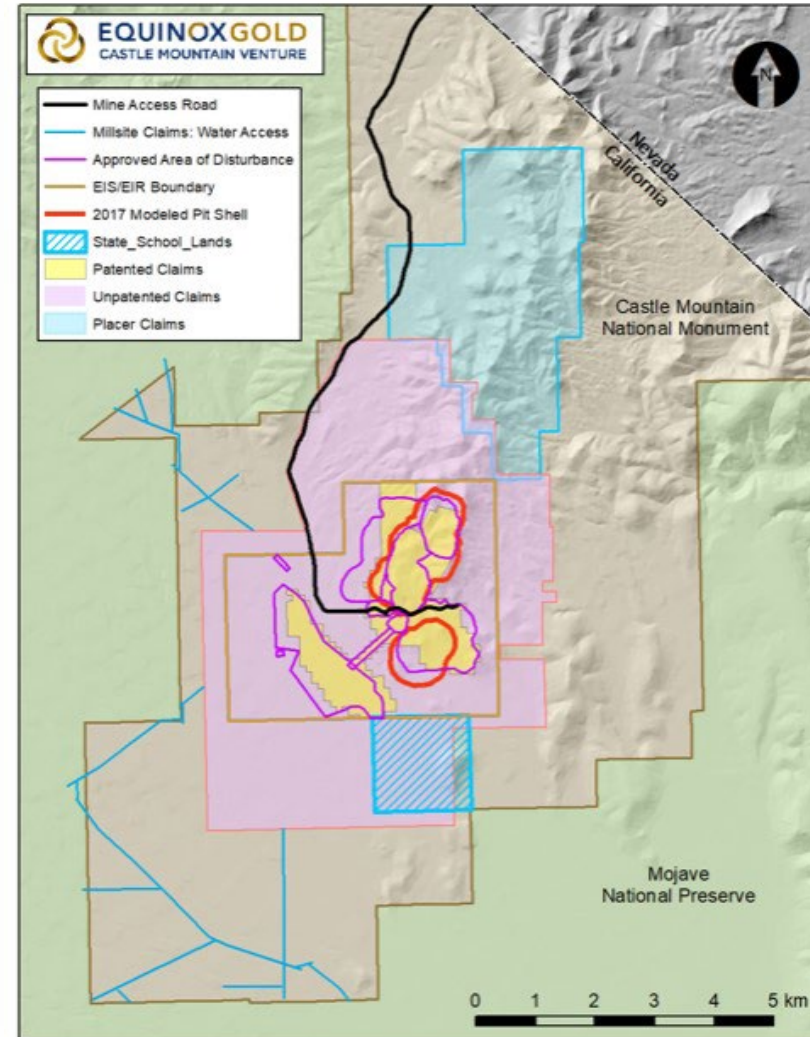 EQUINOXGOLD
CASTLE MOUNTAIN VENTURE
N
Mine Access Road
Millsite Claims: Water Access
Approved Area of Disturbance
EIS/EIR Boundary
2017 Modeled Pit Shell
State_School_Lands
Patented Claims
Unpatented Claims
Placer Claims
Nevada
California
Castle Mountain
National Monument
Mojave
National Preserve
0 1 2 3 4 5 km